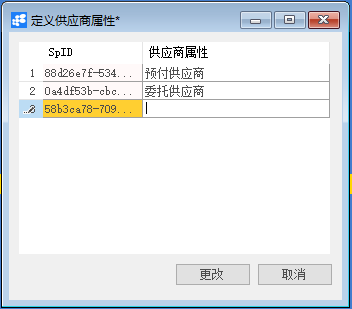 定义供应商属性*
SpID 供应商属性
1 88d26e7f-534... 预付供应商
2 0a4df53b-cbc... 委托供应商
...3 58b3ca78-709...
更改 取消